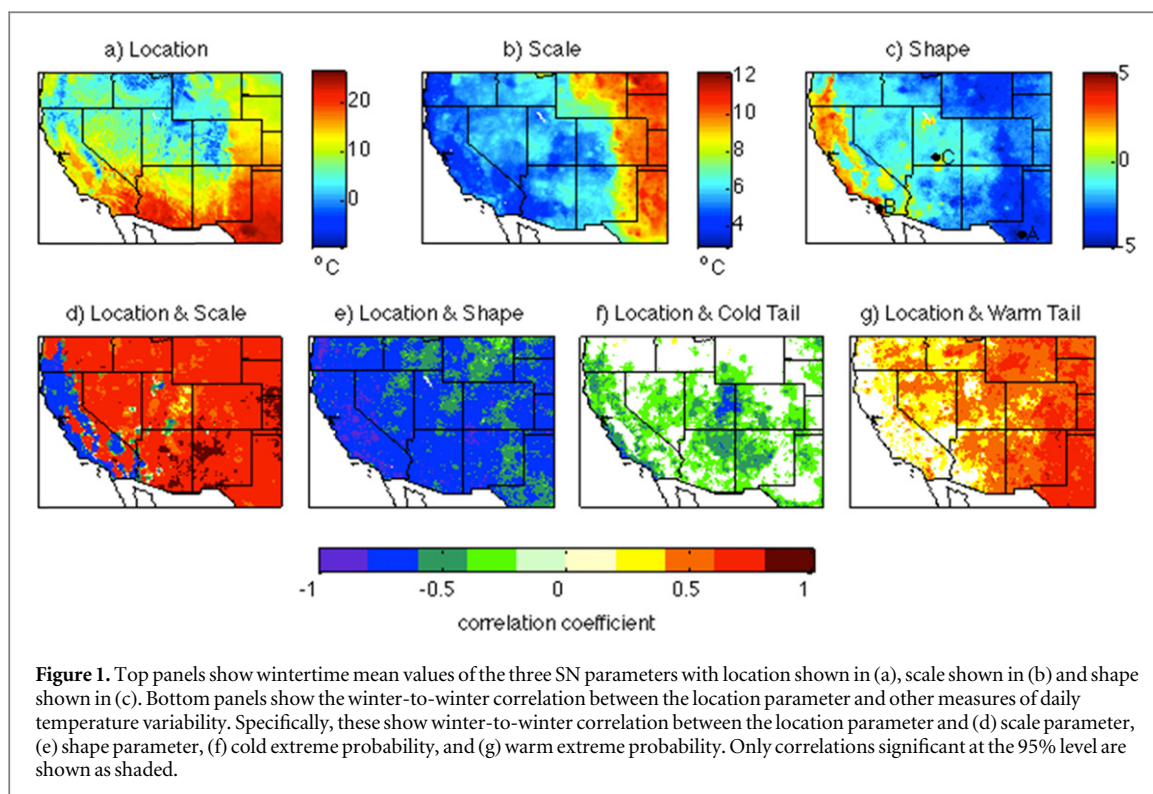 a) Location
b) Scale
c) Shape
20
10
0
°C
12
10
8
6
4
°C
5
0
-5
C
B
A
d) Location & Scale
e) Location & Shape
f) Location & Cold Tail
g) Location & Warm Tail
-1
-0.5
0
0.5
1
correlation coefficient
Figure 1. Top panels show wintertime mean values of the three SN parameters with location shown in (a), scale shown in (b) and shape
shown in (c). Bottom panels show the winter-to-winter correlation between the location parameter and other measures of daily
temperature variability. Specifically, these show winter-to-winter correlation between the location parameter and (d) scale parameter,
(e) shape parameter, (f) cold extreme probability, and (g) warm extreme probability. Only correlations significant at the 95% level are
shown as shaded.